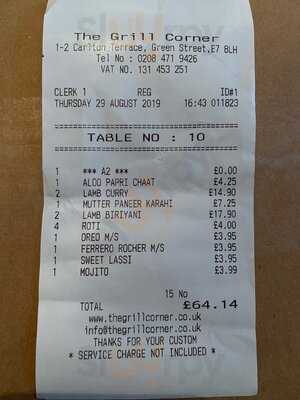 The Grill Corner
1-2 Carlton Terrace, Green Street,E7 8LH
Tel No : 0208 471 9426
VAT NO. 131 453 251
CLERK 1 REG ID#1
THURSDAY 29 AUGUST 2019 16:43 011823
TABLE NO : 10
1 *** A2 *** £0.00
1 ALOO PAPRI CHAAT £4.25
2 LAMB CURRY £14.90
1 MUTTER PANEER KARAHI £7.25
2 LAMB BIRIYANI £17.90
4 ROTI £4.00
1 OREO M/S £3.95
1 FERRERO ROCHER M/S £3.95
1 SWEET LASSI £3.95
1 MOJITO £3.99
15 No
TOTAL £64.14
www.thegrillcorner.co.uk
info@thegrillcorner.co.uk
THANKS FOR YOUR CUSTOM
* SERVICE CHARGE NOT INCLUDED *